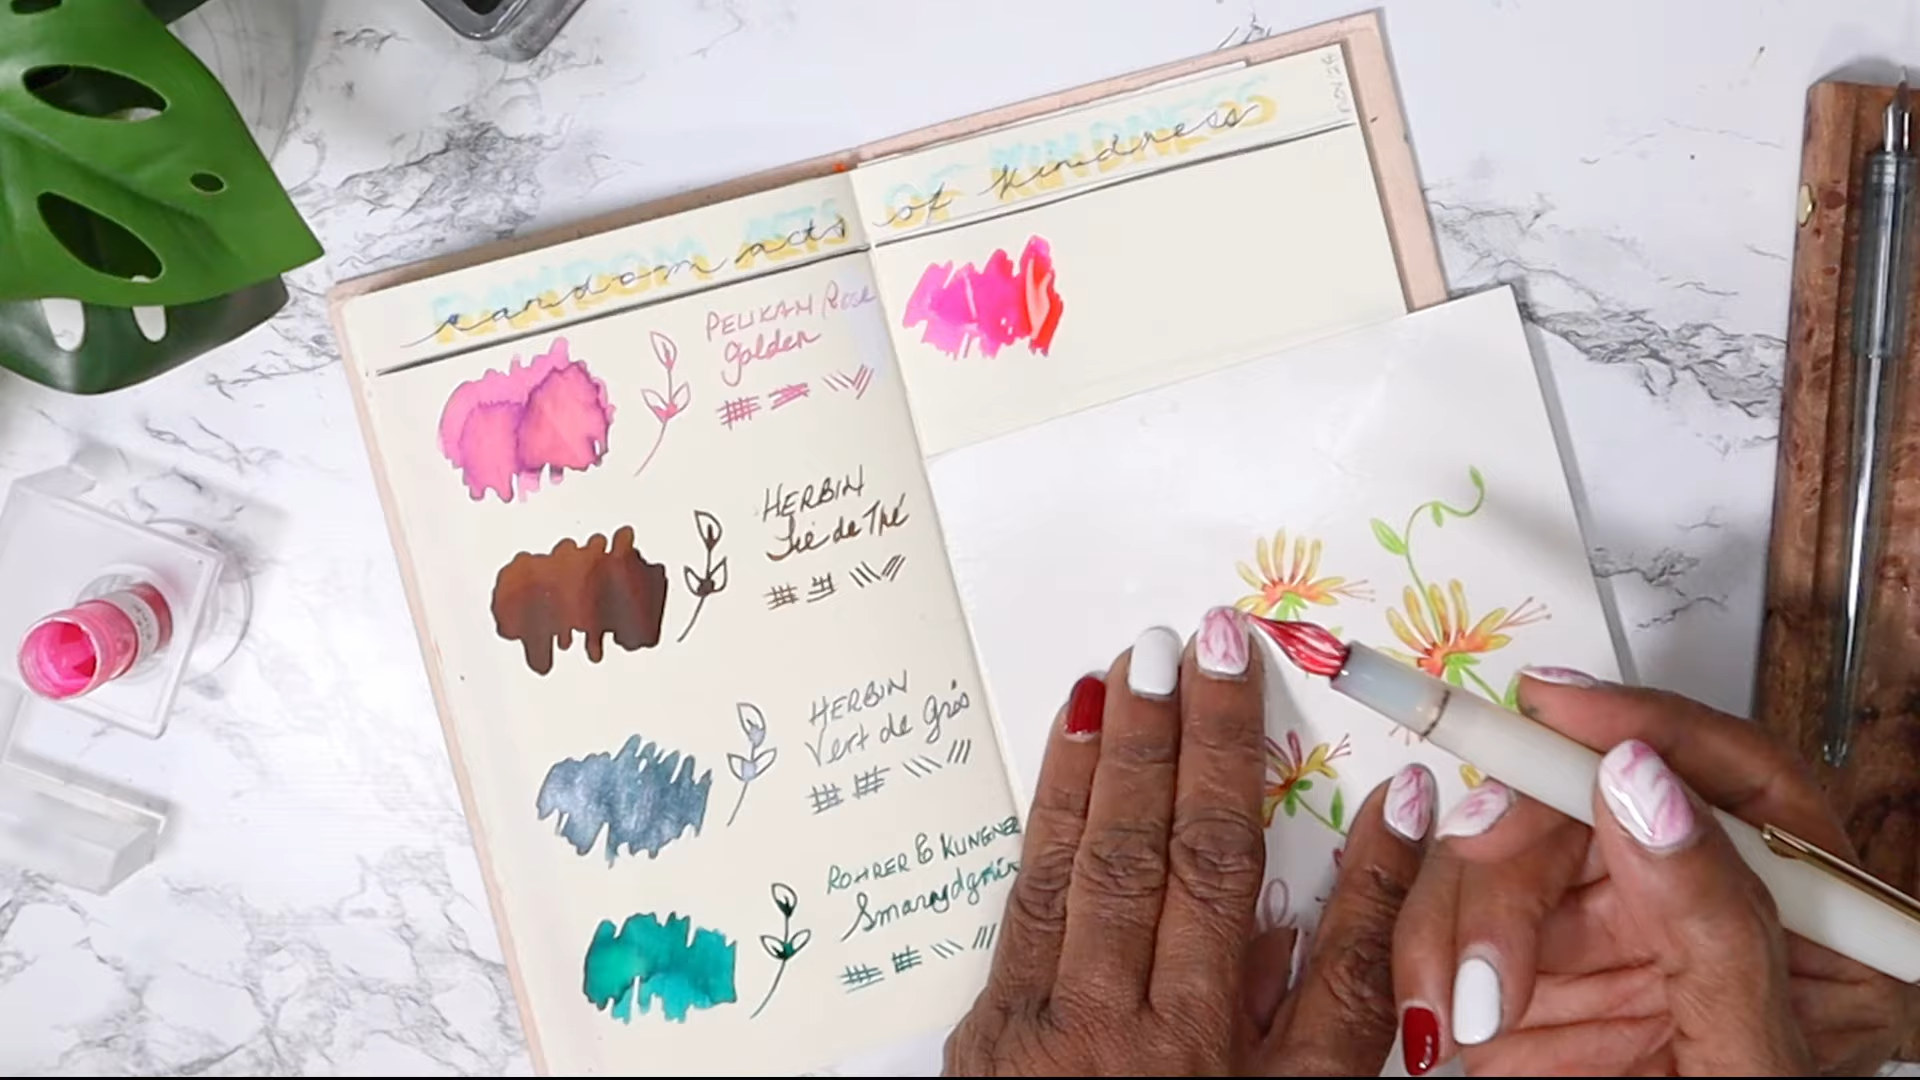 RANDOM ACTS OF KINDNESS
random acts of kindness
PELIKAN Rose
Golden
HERBIN
Lie de Thé
HERBIN
Vert de Gris
ROHRER & KLINGNER
Smaragdgrün